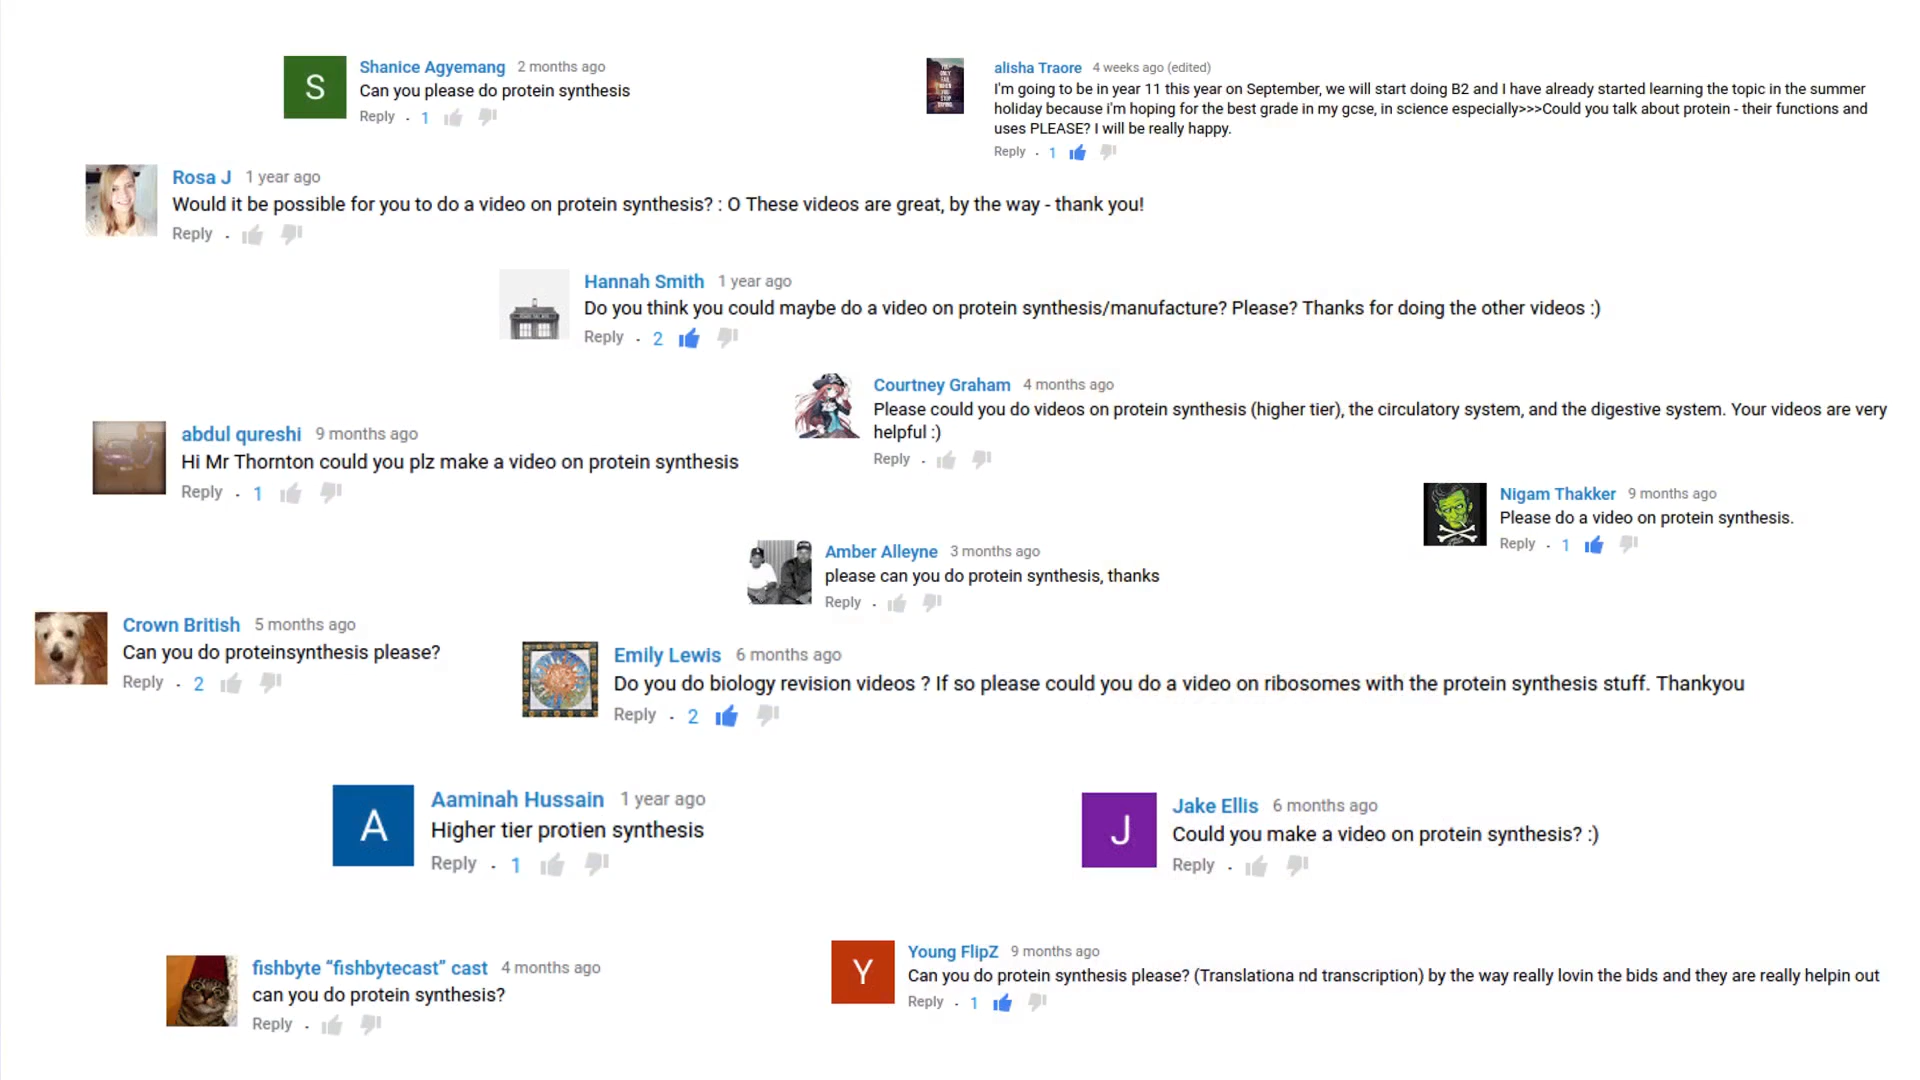 S
Shanice Agyemang 2 months ago
Can you please do protein synthesis
Reply · 1
YOU ONLY FAIL WHEN YOU STOP TRYING
alisha Traore 4 weeks ago (edited)
I'm going to be in year 11 this year on September, we will start doing B2 and I have already started learning the topic in the summer
holiday because i'm hoping for the best grade in my gcse, in science especially>>>Could you talk about protein - their functions and
uses PLEASE? I will be really happy.
Reply · 1
Rosa J 1 year ago
Would it be possible for you to do a video on protein synthesis? : O These videos are great, by the way - thank you!
Reply ·
Hannah Smith 1 year ago
Do you think you could maybe do a video on protein synthesis/manufacture? Please? Thanks for doing the other videos :)
Reply · 2
Courtney Graham 4 months ago
Please could you do videos on protein synthesis (higher tier), the circulatory system, and the digestive system. Your videos are very
helpful :)
Reply ·
abdul qureshi 9 months ago
Hi Mr Thornton could you plz make a video on protein synthesis
Reply · 1
Nigam Thakker 9 months ago
Please do a video on protein synthesis.
Reply · 1
Amber Alleyne 3 months ago
please can you do protein synthesis, thanks
Reply ·
Crown British 5 months ago
Can you do proteinsynthesis please?
Reply · 2
Emily Lewis 6 months ago
Do you do biology revision videos ? If so please could you do a video on ribosomes with the protein synthesis stuff. Thankyou
Reply · 2
A
Aaminah Hussain 1 year ago
Higher tier protien synthesis
Reply · 1
J
Jake Ellis 6 months ago
Could you make a video on protein synthesis? :)
Reply ·
fishbyte “fishbytecast” cast 4 months ago
can you do protein synthesis?
Reply ·
Y
Young FlipZ 9 months ago
Can you do protein synthesis please? (Translationa nd transcription) by the way really lovin the bids and they are really helpin out
Reply · 1